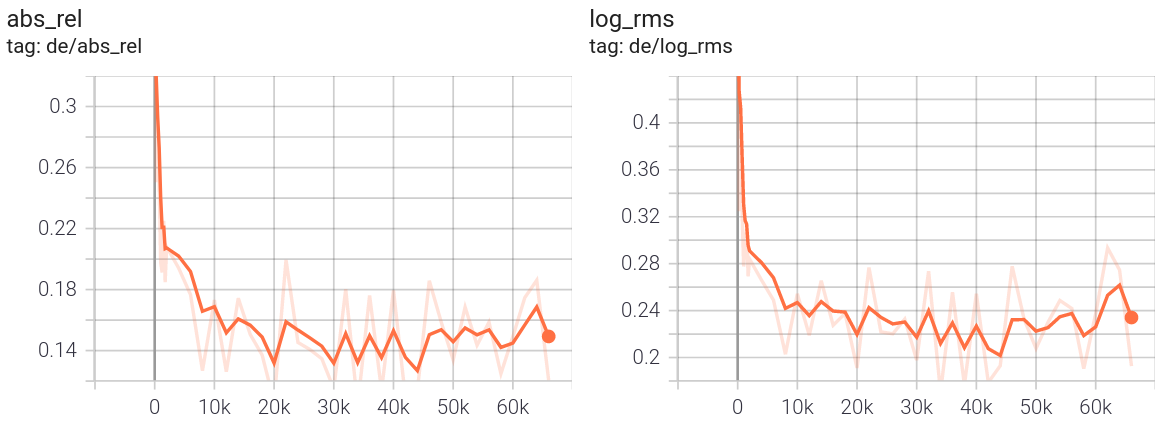 abs_rel
tag: de/abs_rel
0.3
0.26
0.22
0.18
0.14
0 10k 20k 30k 40k 50k 60k
log_rms
tag: de/log_rms
0.4
0.36
0.32
0.28
0.24
0.2
0 10k 20k 30k 40k 50k 60k